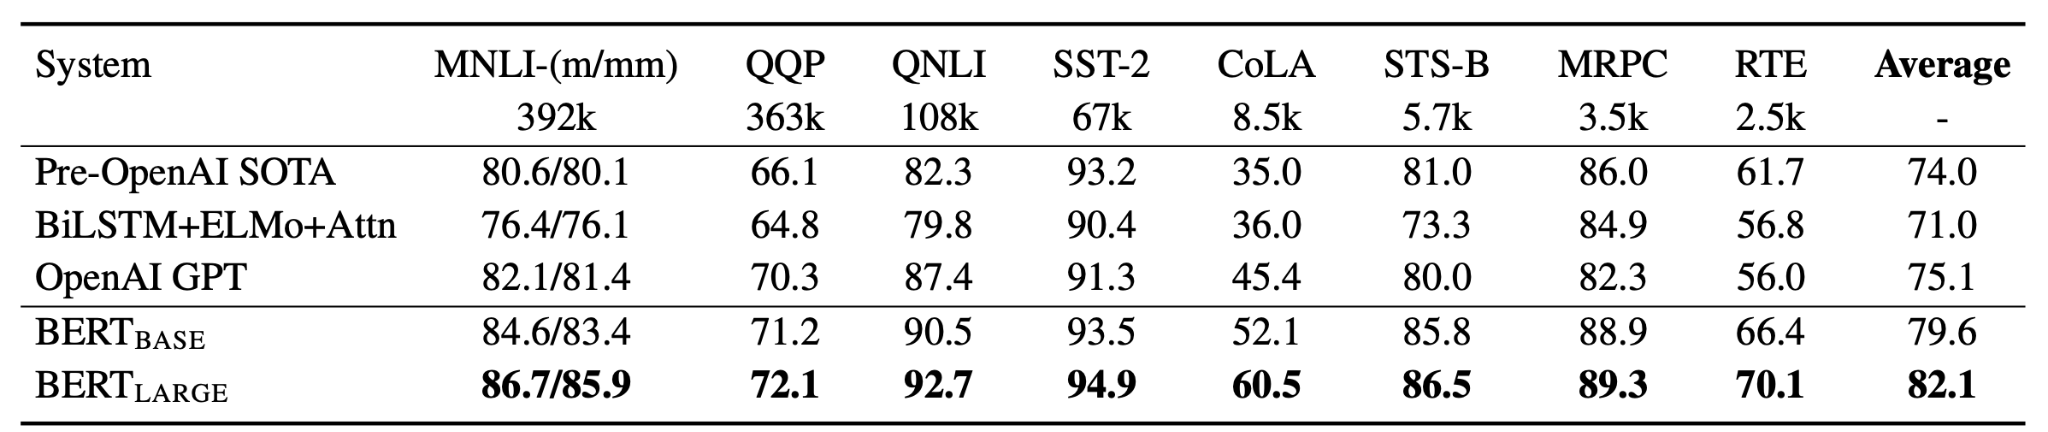 System MNLI-(m/mm) QQP QNLI SST-2 CoLA STS-B MRPC RTE Average
392k 363k 108k 67k 8.5k 5.7k 3.5k 2.5k -
Pre-OpenAI SOTA 80.6/80.1 66.1 82.3 93.2 35.0 81.0 86.0 61.7 74.0
BiLSTM+ELMo+Attn 76.4/76.1 64.8 79.8 90.4 36.0 73.3 84.9 56.8 71.0
OpenAI GPT 82.1/81.4 70.3 87.4 91.3 45.4 80.0 82.3 56.0 75.1
BERTBASE 84.6/83.4 71.2 90.5 93.5 52.1 85.8 88.9 66.4 79.6
BERTLARGE 86.7/85.9 72.1 92.7 94.9 60.5 86.5 89.3 70.1 82.1